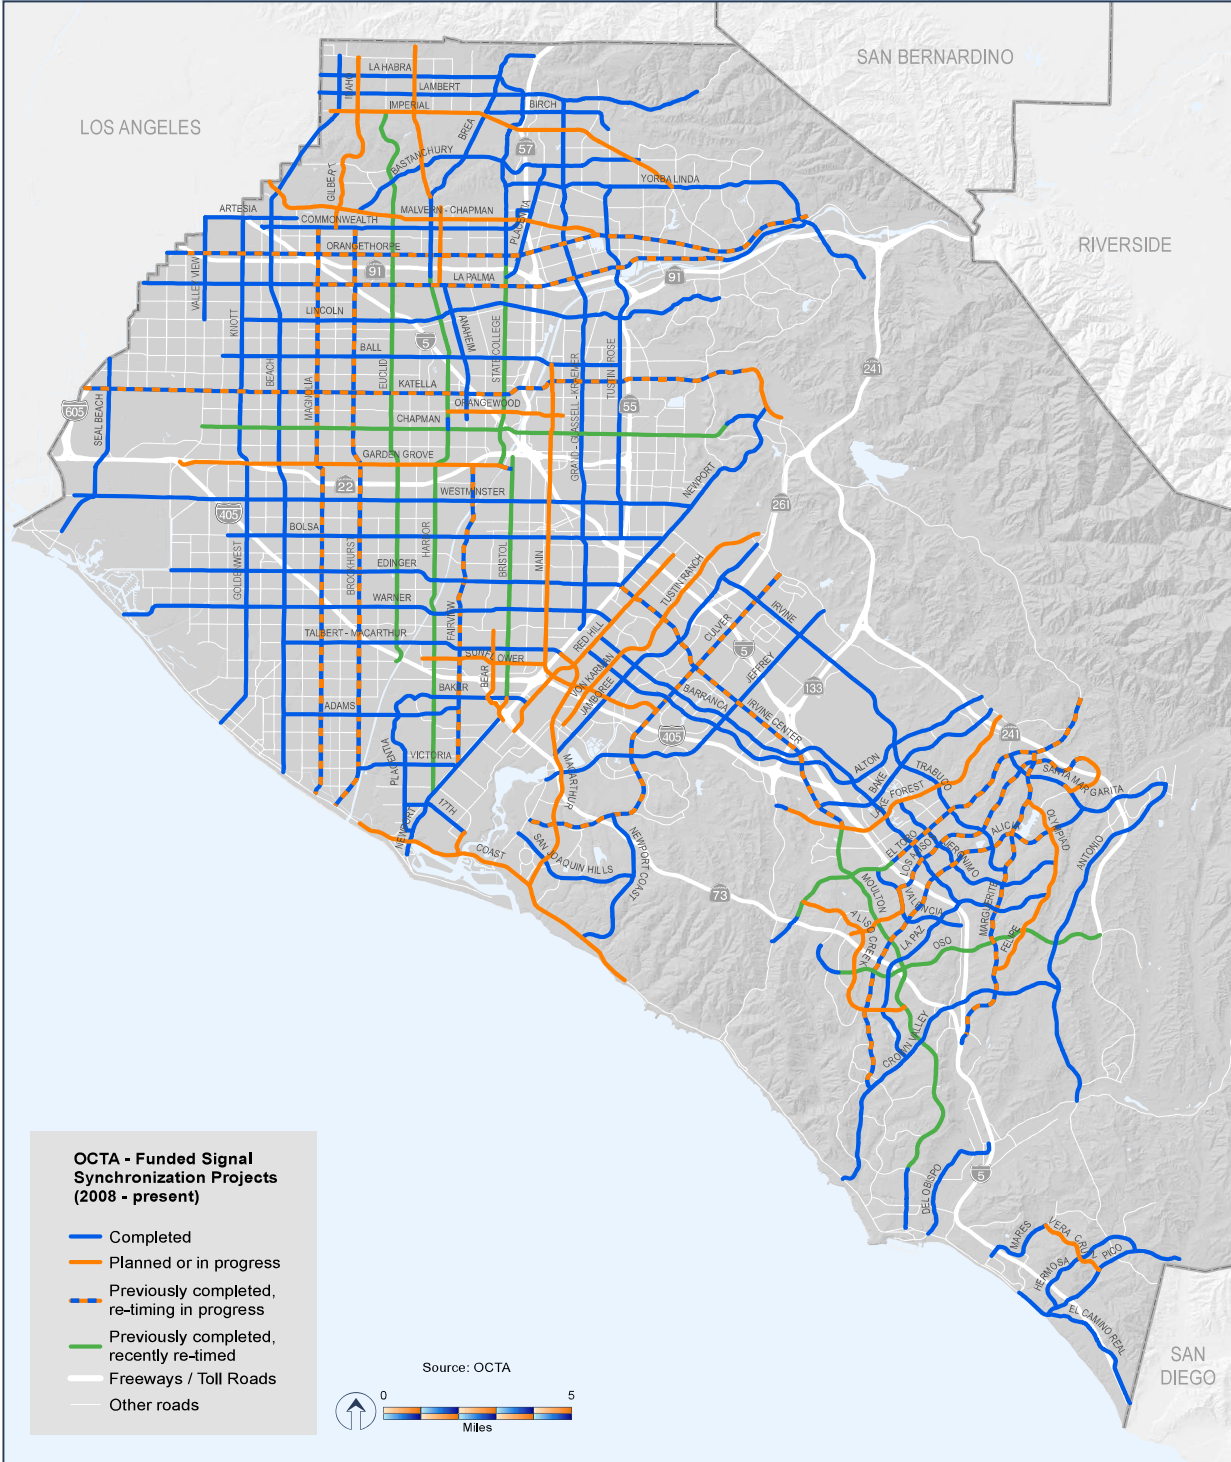 SAN BERNARDINO
LOS ANGELES
RIVERSIDE
LA HABRA
IDAHO
LAMBERT
IMPERIAL
BIRCH
BREA
57
BASTANCHURY
GILBERT
YORBA LINDA
ARTESIA
MALVERN - CHAPMAN
COMMONWEALTH
PLACENTIA
ORANGETHORPE
91
LA PALMA
91
VALLEY VIEW
LINCOLN
KNOTT
ANAHEIM
5
STATE COLLEGE
BALL
BEACH
EUCLID
KATELLA
GRAND - GLASSELL - KRAEMER
TUSTIN - ROSE
241
605
SEAL BEACH
MAGNOLIA
ORANGEWOOD
55
CHAPMAN
GARDEN GROVE
22
WESTMINSTER
NEWPORT
261
405
BOLSA
HARBOR
BRISTOL
MAIN
EDINGER
GOLDENWEST
BROOKHURST
WARNER
TUSTIN RANCH
FAIRVIEW
IRVINE
TALBERT - MACARTHUR
RED HILL
CULVER
SUNFLOWER
BEAR
5
JEFFREY
VON KARMAN
BAKER
JAMBOREE
BARRANCA
133
ADAMS
IRVINE CENTER
405
241
PLACENTIA
VICTORIA
MACARTHUR
ALTON
BAKE
TRABUCO
SANTA MARGARITA
LAKE FOREST
17TH
NEWPORT
OLYMPIAD
ALICIA
EL TORO
LOS ALISOS
JERONIMO
COAST
SAN JOAQUIN HILLS
NEWPORT COAST
ANTONIO
MOULTON
73
VALENCIA
MARGUERITE
ALISO CREEK
LA PAZ
OSO
FELIPE
CROWN VALLEY
OCTA - Funded Signal
Synchronization Projects
(2008 - present)
Completed
Planned or in progress
Previously completed,
re-timing in progress
Previously completed,
recently re-timed
Freeways / Toll Roads
Other roads
5
DEL OBISPO
MARES
VERA CRUZ
PICO
HERMOSA
EL CAMINO REAL
SAN
DIEGO
Source: OCTA
0 5
Miles